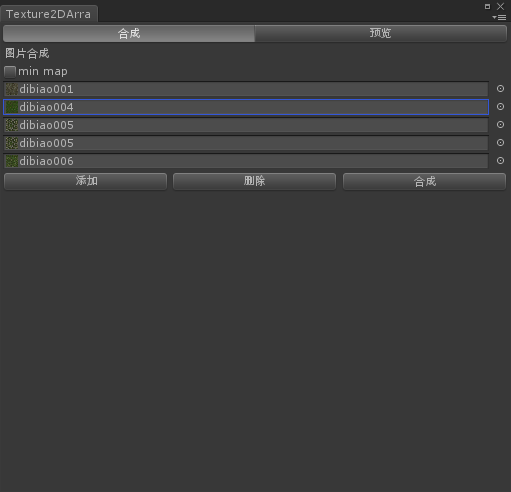 Texture2DArra
合成 预览
图片合成
min map
dibiao001
dibiao004
dibiao005
dibiao005
dibiao006
添加 删除 合成